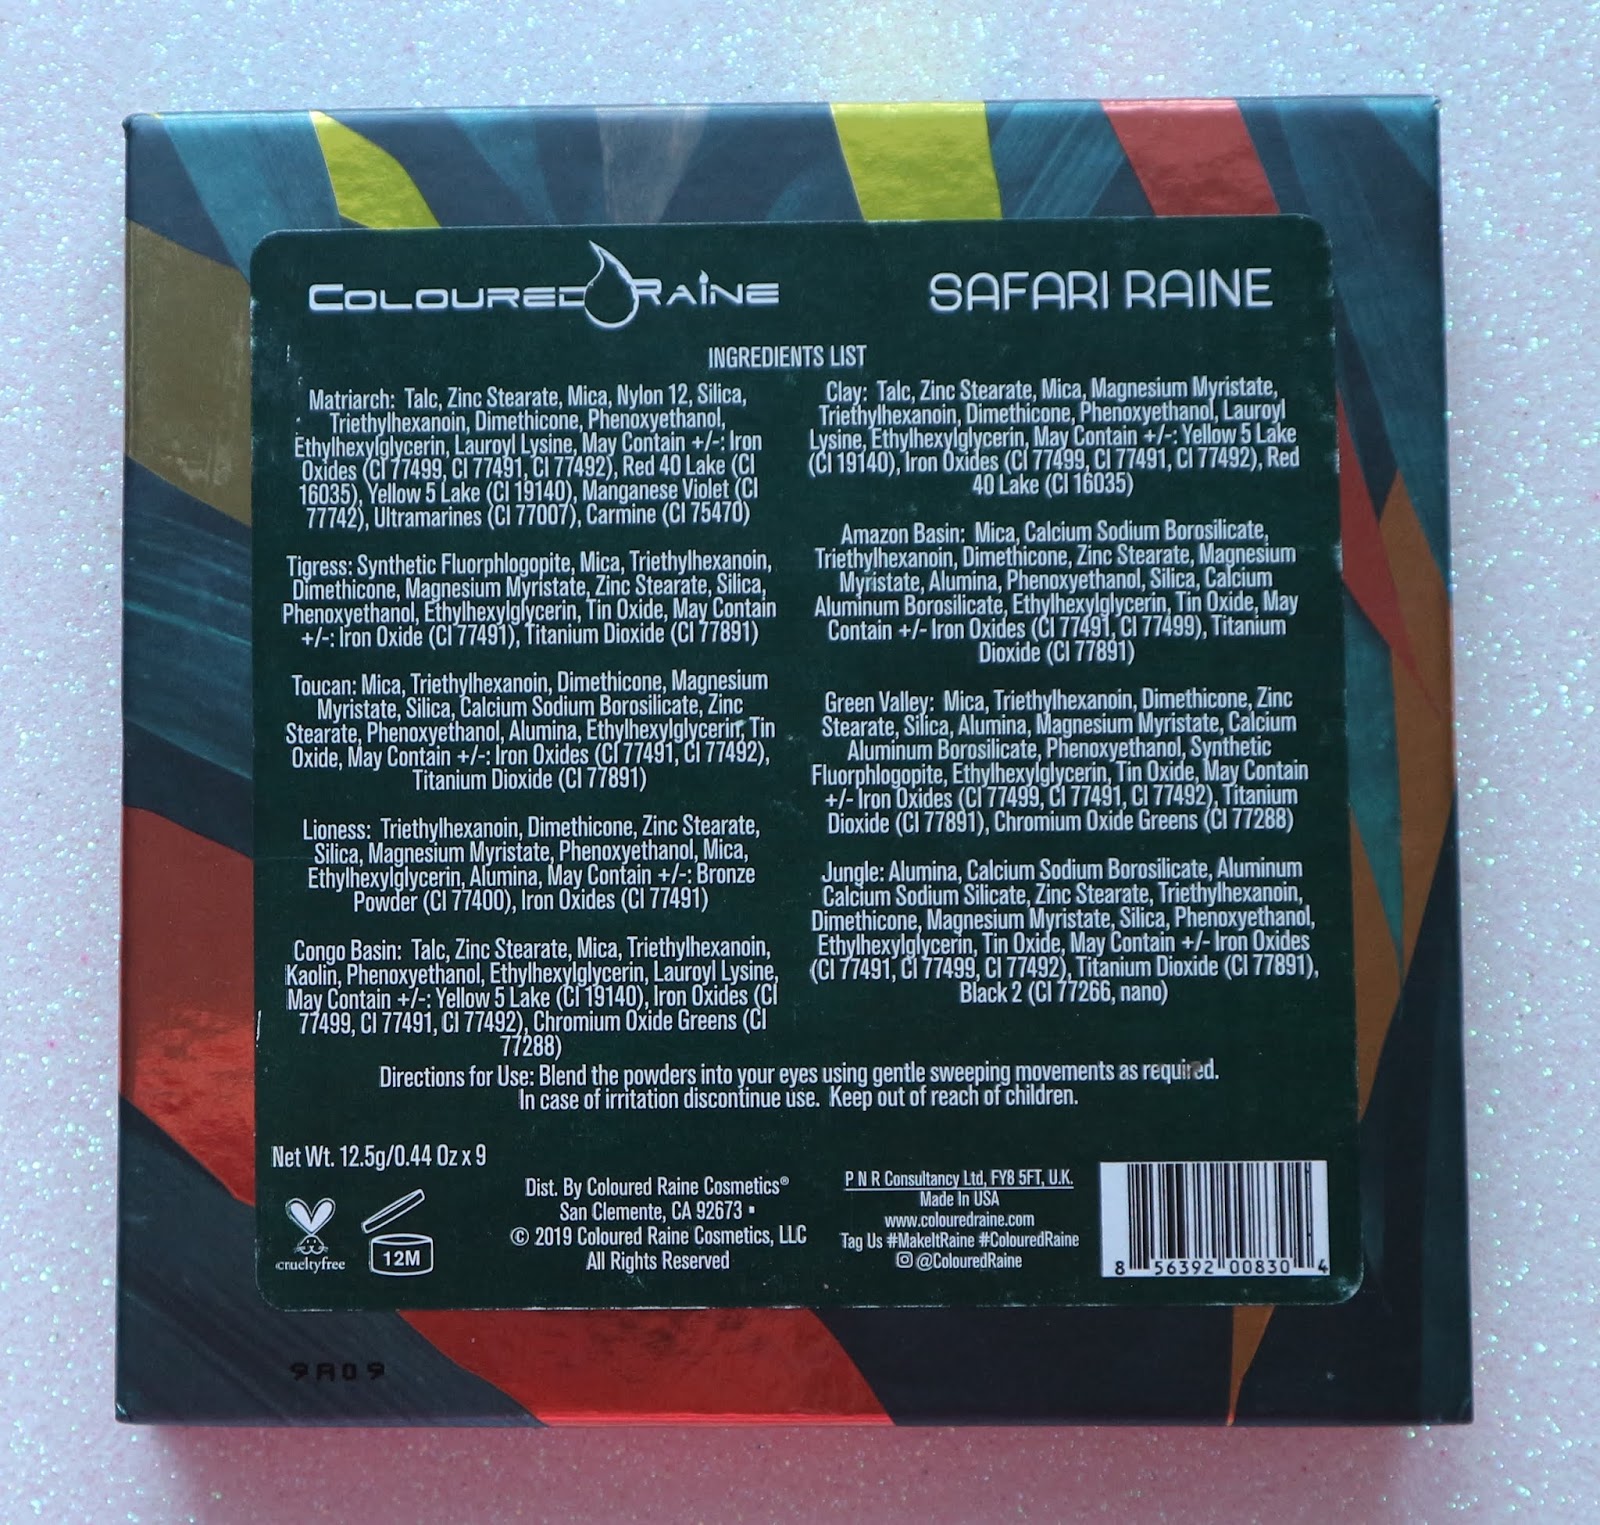 COLOURED RAINE
SAFARI RAINE
INGREDIENTS LIST
Matriarch: Talc, Zinc Stearate, Mica, Nylon 12, Silica,
Triethylhexanoin, Dimethicone, Phenoxyethanol,
Ethylhexylglycerin, Lauroyl Lysine, May Contain +/-: Iron
Oxides (CI 77499, CI 77491, CI 77492), Red 40 Lake (CI
16035), Yellow 5 Lake (CI 19140), Manganese Violet (CI
77742), Ultramarines (CI 77007), Carmine (CI 75470)
Tigress: Synthetic Fluorphlogopite, Mica, Triethylhexanoin,
Dimethicone, Magnesium Myristate, Zinc Stearate, Silica,
Phenoxyethanol, Ethylhexylglycerin, Tin Oxide, May Contain
+/-: Iron Oxide (CI 77491), Titanium Dioxide (CI 77891)
Toucan: Mica, Triethylhexanoin, Dimethicone, Magnesium
Myristate, Silica, Calcium Sodium Borosilicate, Zinc
Stearate, Phenoxyethanol, Alumina, Ethylhexylglycerin, Tin
Oxide, May Contain +/-: Iron Oxides (CI 77491, CI 77492),
Titanium Dioxide (CI 77891)
Lioness: Triethylhexanoin, Dimethicone, Zinc Stearate,
Silica, Magnesium Myristate, Phenoxyethanol, Mica,
Ethylhexylglycerin, Alumina, May Contain +/-: Bronze
Powder (CI 77400), Iron Oxides (CI 77491)
Congo Basin: Talc, Zinc Stearate, Mica, Triethylhexanoin,
Kaolin, Phenoxyethanol, Ethylhexylglycerin, Lauroyl Lysine,
May Contain +/-: Yellow 5 Lake (CI 19140), Iron Oxides (CI
77499, CI 77491, CI 77492), Chromium Oxide Greens (CI
77288)
Clay: Talc, Zinc Stearate, Mica, Magnesium Myristate,
Triethylhexanoin, Dimethicone, Phenoxyethanol, Lauroyl
Lysine, Ethylhexylglycerin, May Contain +/-: Yellow 5 Lake
(CI 19140), Iron Oxides (CI 77499, CI 77491, CI 77492), Red
40 Lake (CI 16035)
Amazon Basin: Mica, Calcium Sodium Borosilicate,
Triethylhexanoin, Dimethicone, Zinc Stearate, Magnesium
Myristate, Alumina, Phenoxyethanol, Silica, Calcium
Aluminum Borosilicate, Ethylhexylglycerin, Tin Oxide, May
Contain +/- Iron Oxides (CI 77491, CI 77499), Titanium
Dioxide (CI 77891)
Green Valley: Mica, Triethylhexanoin, Dimethicone, Zinc
Stearate, Silica, Alumina, Magnesium Myristate, Calcium
Aluminum Borosilicate, Phenoxyethanol, Synthetic
Fluorphlogopite, Ethylhexylglycerin, Tin Oxide, May Contain
+/- Iron Oxides (CI 77499, CI 77491, CI 77492), Titanium
Dioxide (CI 77891), Chromium Oxide Greens (CI 77288)
Jungle: Alumina, Calcium Sodium Borosilicate, Aluminum
Calcium Sodium Silicate, Zinc Stearate, Triethylhexanoin,
Dimethicone, Magnesium Myristate, Silica, Phenoxyethanol,
Ethylhexylglycerin, Tin Oxide, May Contain +/- Iron Oxides
(CI 77491, CI 77499, CI 77492), Titanium Dioxide (CI 77891),
Black 2 (CI 77266, nano)
Directions for Use: Blend the powders into your eyes using gentle sweeping movements as required.
In case of irritation discontinue use. Keep out of reach of children.
Net Wt. 12.5g/0.44 Oz x 9
crueltyfree
12M
Dist. By Coloured Raine Cosmetics®
San Clemente, CA 92673 •
© 2019 Coloured Raine Cosmetics, LLC
All Rights Reserved
P N R Consultancy Ltd, FY8 5FT, U.K.
Made In USA
www.colouredraine.com
Tag Us #MakeItRaine #ColouredRaine
@ColouredRaine
8 56392 00830 4
9A09